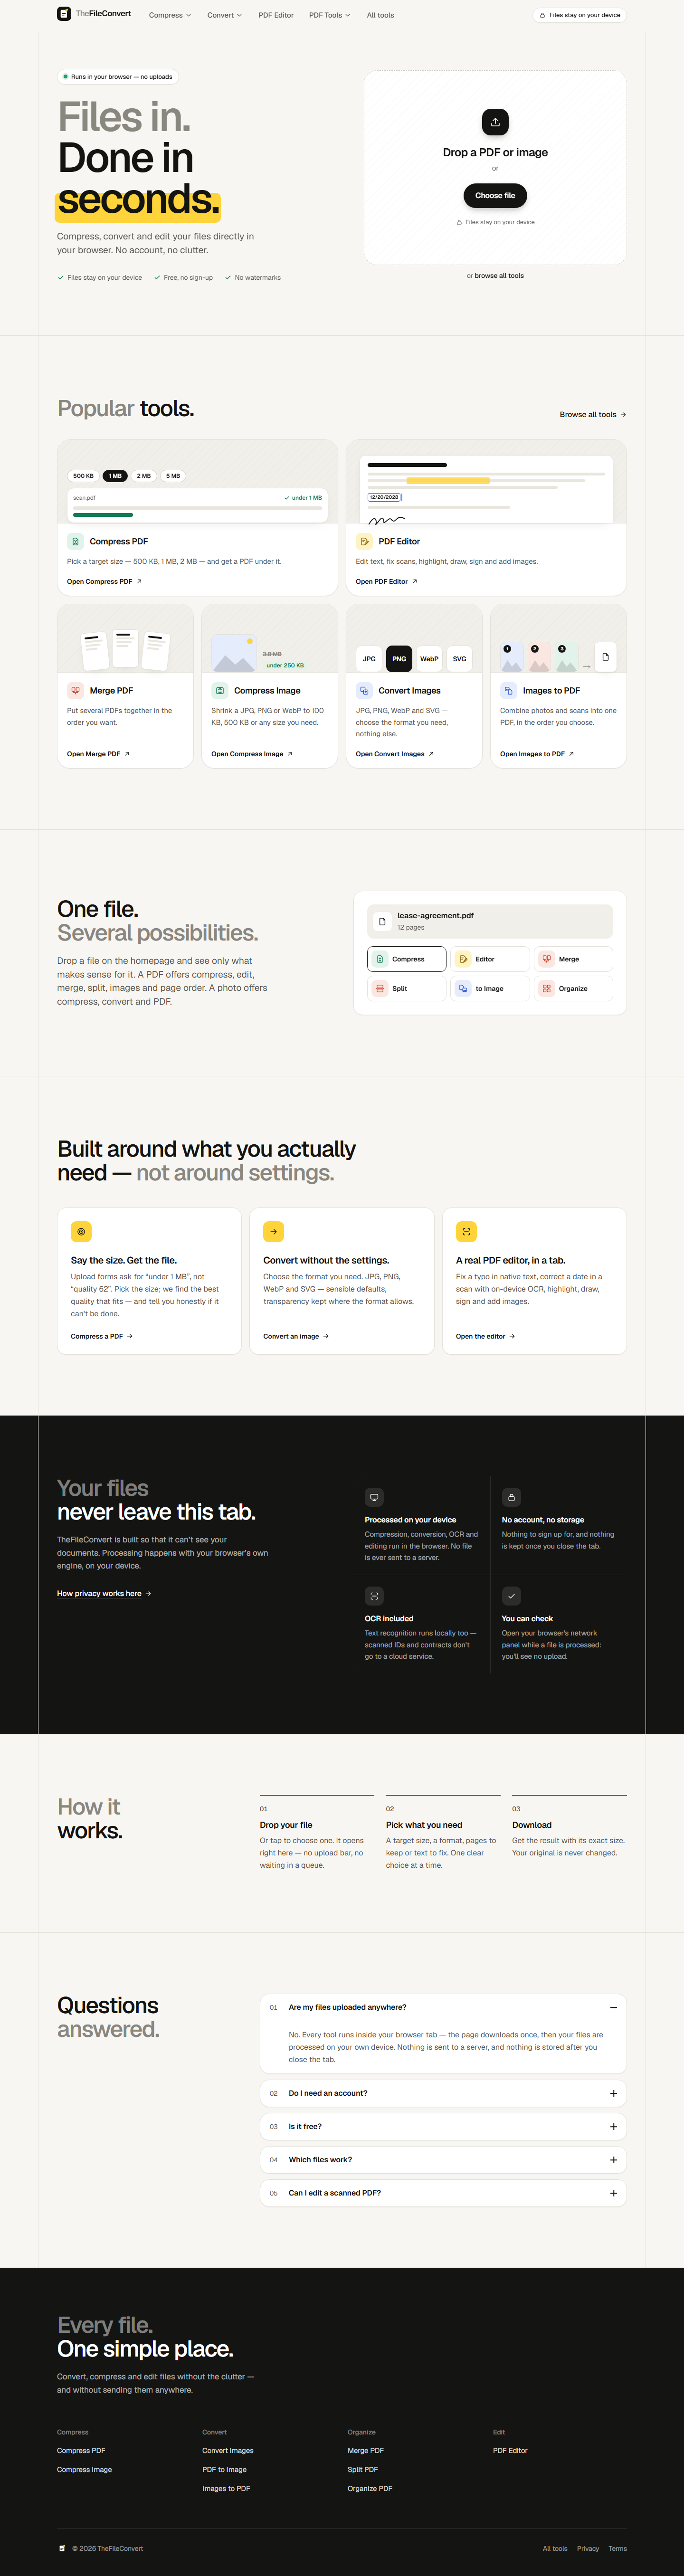 TheFileConvert
Compress
Convert
PDF Editor
PDF Tools
All tools
Files stay on your device
Runs in your browser — no uploads
Files in.
Done in
seconds.
Compress, convert and edit your files directly in
your browser. No account, no clutter.
Files stay on your device
Free, no sign-up
No watermarks
Drop a PDF or image
or
Choose file
Files stay on your device
or browse all tools
Popular tools.
Browse all tools →
500 KB
1 MB
2 MB
5 MB
scan.pdf
under 1 MB
Compress PDF
Pick a target size — 500 KB, 1 MB, 2 MB — and get a PDF under it.
Open Compress PDF ↗
12/20/2028
PDF Editor
Edit text, fix scans, highlight, draw, sign and add images.
Open PDF Editor ↗
Merge PDF
Put several PDFs together in the
order you want.
Open Merge PDF ↗
3.8 MB
under 250 KB
Compress Image
Shrink a JPG, PNG or WebP to 100
KB, 500 KB or any size you need.
Open Compress Image ↗
JPG
PNG
WebP
SVG
Convert Images
JPG, PNG, WebP and SVG —
choose the format you need,
nothing else.
Open Convert Images ↗
1
2
3
Images to PDF
Combine photos and scans into one
PDF, in the order you choose.
Open Images to PDF ↗
One file.
Several possibilities.
Drop a file on the homepage and see only what
makes sense for it. A PDF offers compress, edit,
merge, split, images and page order. A photo offers
compress, convert and PDF.
lease-agreement.pdf
12 pages
Compress
Editor
Merge
Split
to Image
Organize
Built around what you actually
need — not around settings.
Say the size. Get the file.
Upload forms ask for “under 1 MB”, not
“quality 62”. Pick the size; we find the best
quality that fits — and tell you honestly if it
can't be done.
Compress a PDF →
Convert without the settings.
Choose the format you need. JPG, PNG,
WebP and SVG — sensible defaults,
transparency kept where the format allows.
Convert an image →
A real PDF editor, in a tab.
Fix a typo in native text, correct a date in a
scan with on-device OCR, highlight, draw,
sign and add images.
Open the editor →
Your files
never leave this tab.
TheFileConvert is built so that it can't see your
documents. Processing happens with your browser's own
engine, on your device.
How privacy works here →
Processed on your device
Compression, conversion, OCR and
editing run in the browser. No file
is ever sent to a server.
No account, no storage
Nothing to sign up for, and nothing
is kept once you close the tab.
OCR included
Text recognition runs locally too —
scanned IDs and contracts don't
go to a cloud service.
You can check
Open your browser's network
panel while a file is processed:
you'll see no upload.
How it
works.
01
Drop your file
Or tap to choose one. It opens
right here — no upload bar, no
waiting in a queue.
02
Pick what you need
A target size, a format, pages to
keep or text to fix. One clear
choice at a time.
03
Download
Get the result with its exact size.
Your original is never changed.
Questions
answered.
01 Are my files uploaded anywhere?
No. Every tool runs inside your browser tab — the page downloads once, then your files are
processed on your own device. Nothing is sent to a server, and nothing is stored after you
close the tab.
02 Do I need an account?
03 Is it free?
04 Which files work?
05 Can I edit a scanned PDF?
Every file.
One simple place.
Convert, compress and edit files without the clutter —
and without sending them anywhere.
Compress
Compress PDF
Compress Image
Convert
Convert Images
PDF to Image
Images to PDF
Organize
Merge PDF
Split PDF
Organize PDF
Edit
PDF Editor
© 2026 TheFileConvert
All tools
Privacy
Terms